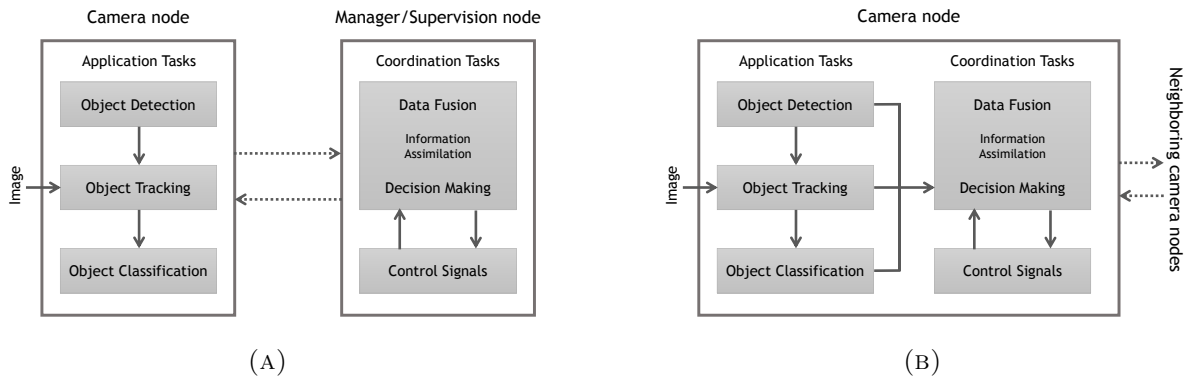 Camera node
Manager/Supervision node
Application Tasks
Object Detection
Object Tracking
Object Classification
Image
Coordination Tasks
Data Fusion
Information
Assimilation
Decision Making
Control Signals
(A)
Camera node
Application Tasks
Object Detection
Object Tracking
Object Classification
Image
Coordination Tasks
Data Fusion
Information
Assimilation
Decision Making
Control Signals
Neighboring camera nodes
(B)